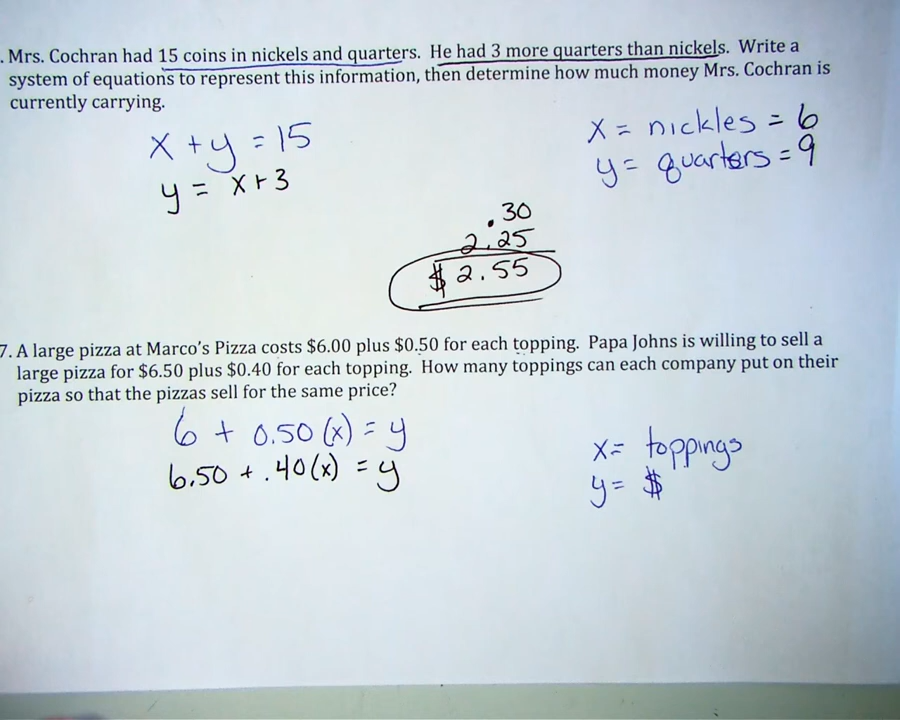 . Mrs. Cochran had 15 coins in nickels and quarters. He had 3 more quarters than nickels. Write a
system of equations to represent this information, then determine how much money Mrs. Cochran is
currently carrying.
x + y = 15
y = x + 3
x = nickles = 6
y = quarters = 9
.30
2.25
$2.55
7. A large pizza at Marco's Pizza costs $6.00 plus $0.50 for each topping. Papa Johns is willing to sell a
large pizza for $6.50 plus $0.40 for each topping. How many toppings can each company put on their
pizza so that the pizzas sell for the same price?
6 + 0.50(x) = y
6.50 + .40(x) = y
x = toppings
y = $